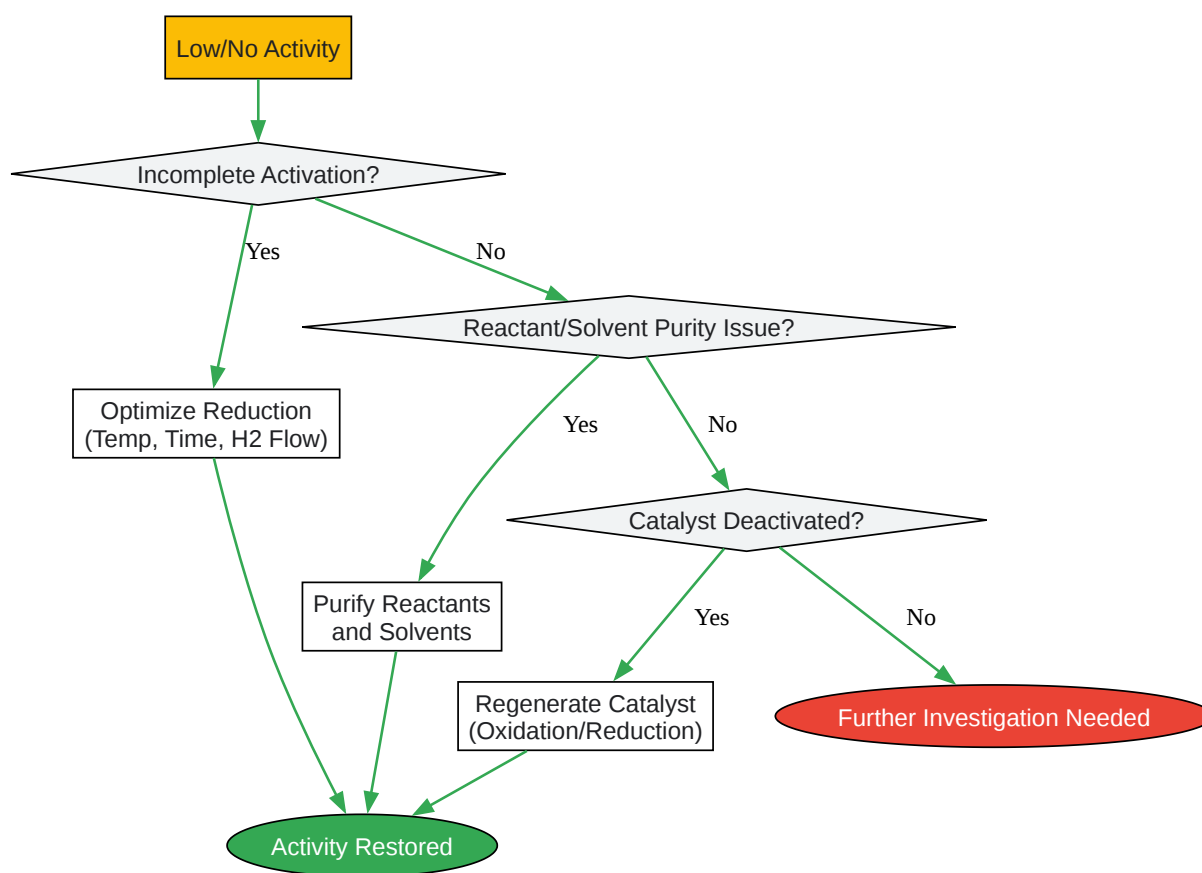 Low/No Activity
Incomplete Activation?
Yes
No
Reactant/Solvent Purity Issue?
Optimize Reduction
(Temp, Time, H2 Flow)
Yes
No
Catalyst Deactivated?
Purify Reactants
and Solvents
Yes
No
Regenerate Catalyst
(Oxidation/Reduction)
Further Investigation Needed
Activity Restored